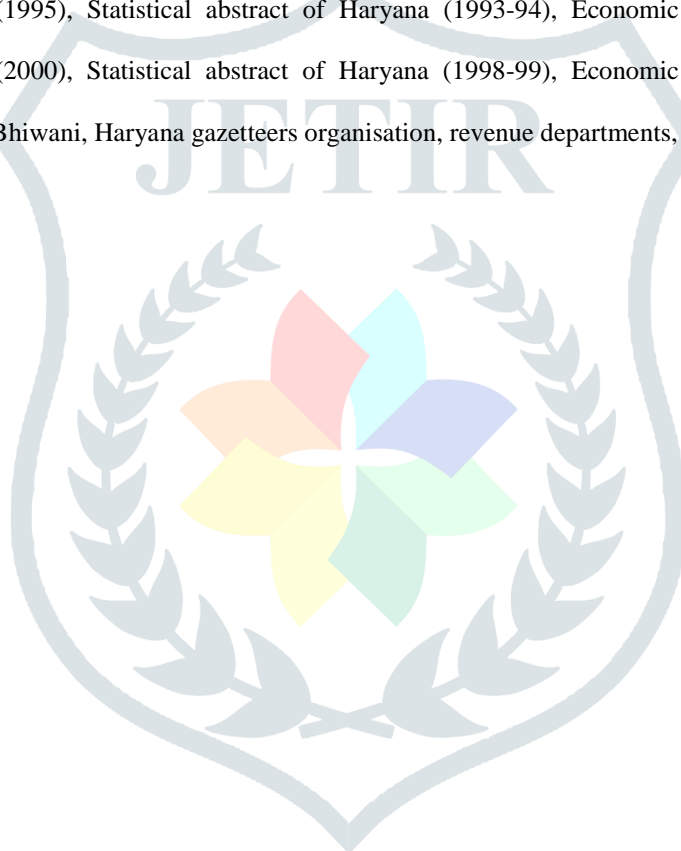 (1995), Statistical abstract of Haryana (1993-94), Economic
(2000), Statistical abstract of Haryana (1998-99), Economic
Bhiwani, Haryana gazetteers organisation, revenue departments,
JETIR